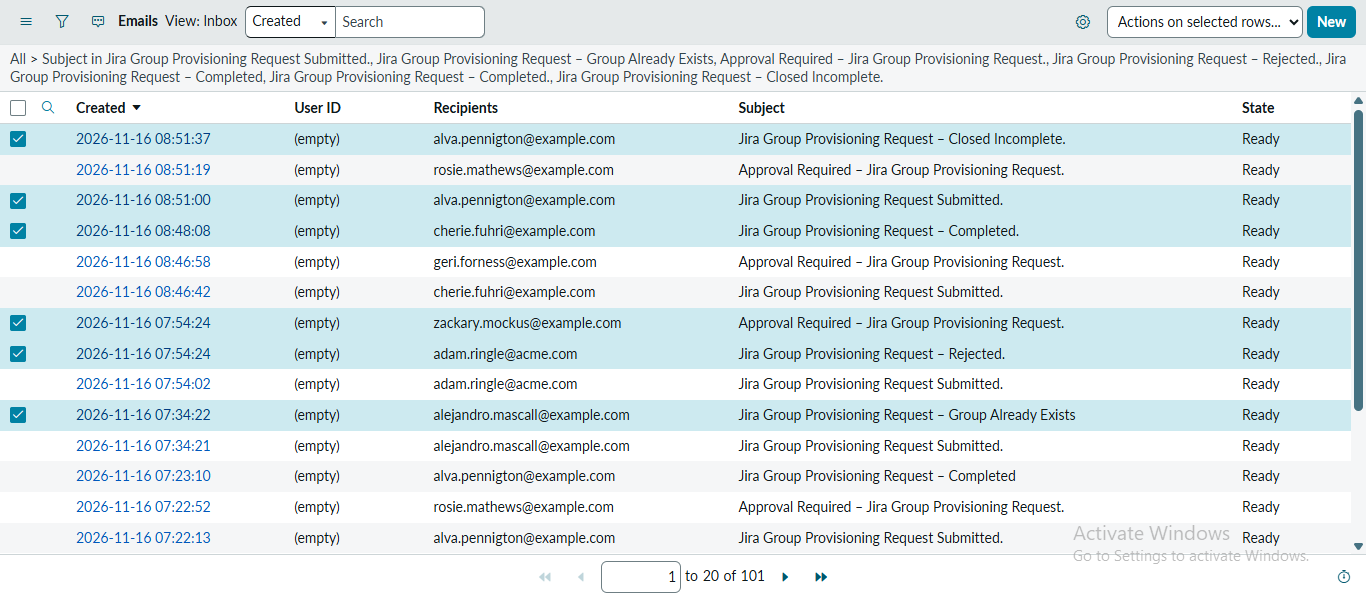 Emails View: Inbox Created Search Actions on selected rows... New
All > Subject in Jira Group Provisioning Request Submitted., Jira Group Provisioning Request – Group Already Exists, Approval Required – Jira Group Provisioning Request., Jira Group Provisioning Request – Rejected., Jira
Group Provisioning Request – Completed, Jira Group Provisioning Request – Completed., Jira Group Provisioning Request – Closed Incomplete.
Created User ID Recipients Subject State
2026-11-16 08:51:37 (empty) alva.pennigton@example.com Jira Group Provisioning Request – Closed Incomplete. Ready
2026-11-16 08:51:19 (empty) rosie.mathews@example.com Approval Required – Jira Group Provisioning Request. Ready
2026-11-16 08:51:00 (empty) alva.pennigton@example.com Jira Group Provisioning Request Submitted. Ready
2026-11-16 08:48:08 (empty) cherie.fuhri@example.com Jira Group Provisioning Request – Completed. Ready
2026-11-16 08:46:58 (empty) geri.forness@example.com Approval Required – Jira Group Provisioning Request. Ready
2026-11-16 08:46:42 (empty) cherie.fuhri@example.com Jira Group Provisioning Request Submitted. Ready
2026-11-16 07:54:24 (empty) zackary.mockus@example.com Approval Required – Jira Group Provisioning Request. Ready
2026-11-16 07:54:24 (empty) adam.ringle@acme.com Jira Group Provisioning Request – Rejected. Ready
2026-11-16 07:54:02 (empty) adam.ringle@acme.com Jira Group Provisioning Request Submitted. Ready
2026-11-16 07:34:22 (empty) alejandro.mascall@example.com Jira Group Provisioning Request – Group Already Exists Ready
2026-11-16 07:34:21 (empty) alejandro.mascall@example.com Jira Group Provisioning Request Submitted. Ready
2026-11-16 07:23:10 (empty) alva.pennigton@example.com Jira Group Provisioning Request – Completed Ready
2026-11-16 07:22:52 (empty) rosie.mathews@example.com Approval Required – Jira Group Provisioning Request. Ready
2026-11-16 07:22:13 (empty) alva.pennigton@example.com Jira Group Provisioning Request Submitted. Ready
Activate Windows
Go to Settings to activate Windows.
1 to 20 of 101